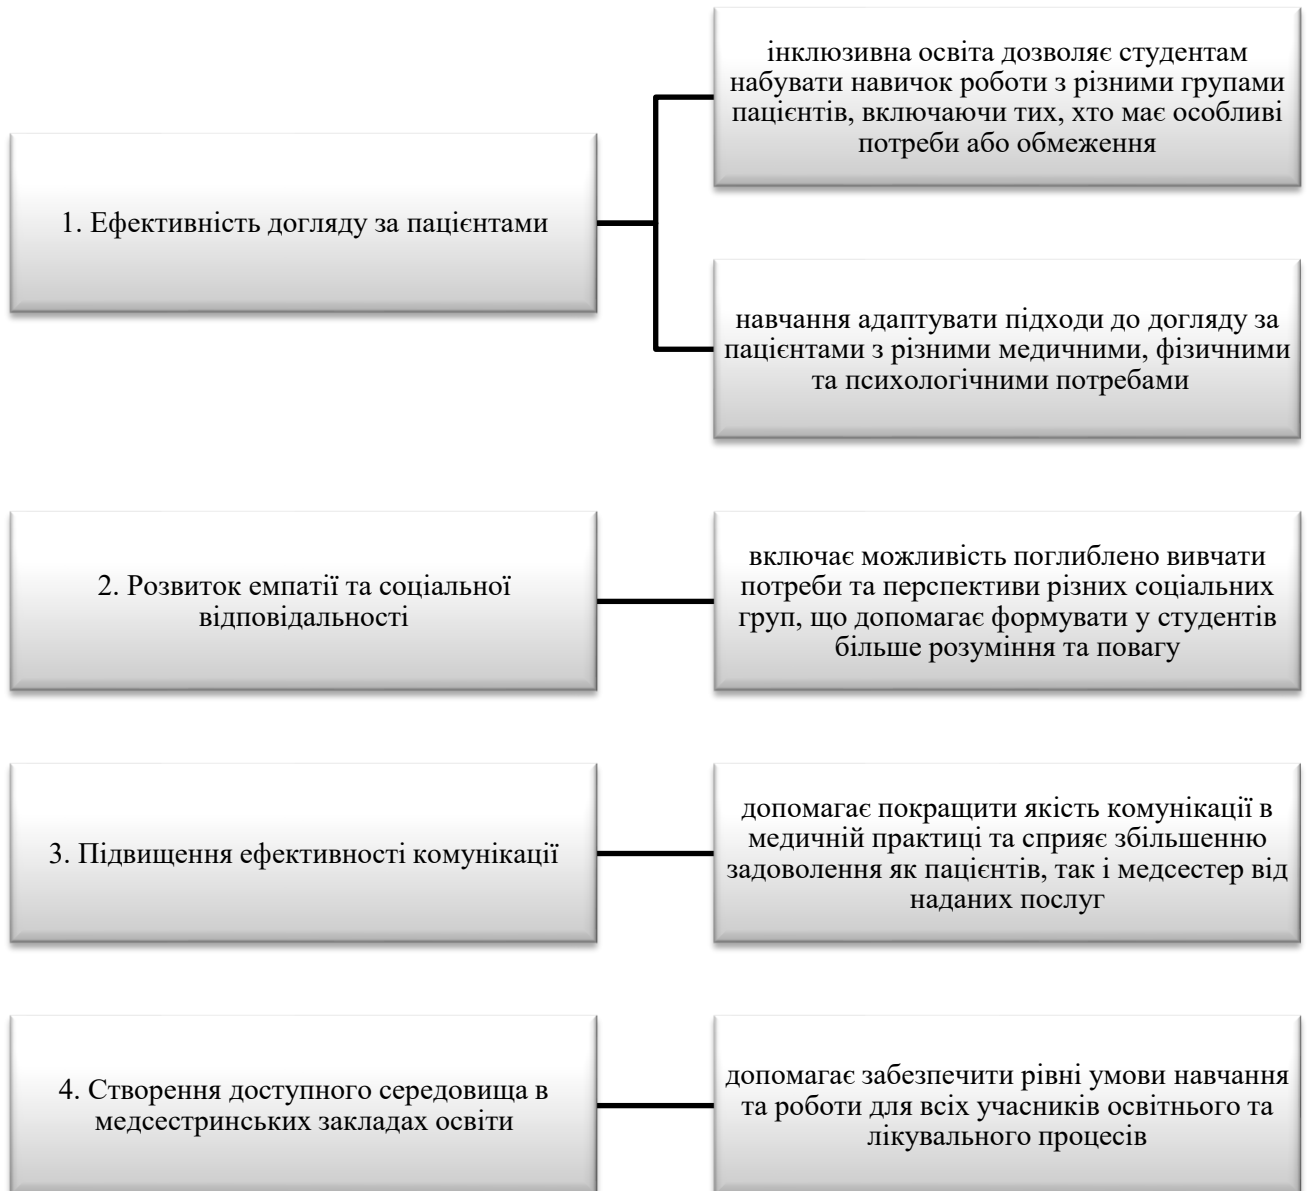 інклюзивна освіта дозволяє студентам
набувати навичок роботи з різними групами
пацієнтів, включаючи тих, хто має особливі
потреби або обмеження
1. Ефективність догляду за пацієнтами
навчання адаптувати підходи до догляду за
пацієнтами з різними медичними, фізичними
та психологічними потребами
2. Розвиток емпатії та соціальної
відповідальності
включає можливість поглиблено вивчати
потреби та перспективи різних соціальних
груп, що допомагає формувати у студентів
більше розуміння та повагу
3. Підвищення ефективності комунікації
допомагає покращити якість комунікації в
медичній практиці та сприяє збільшенню
задоволення як пацієнтів, так і медсестер від
наданих послуг
4. Створення доступного середовища в
медсестринських закладах освіти
допомагає забезпечити рівні умови навчання
та роботи для всіх учасників освітнього та
лікувального процесів